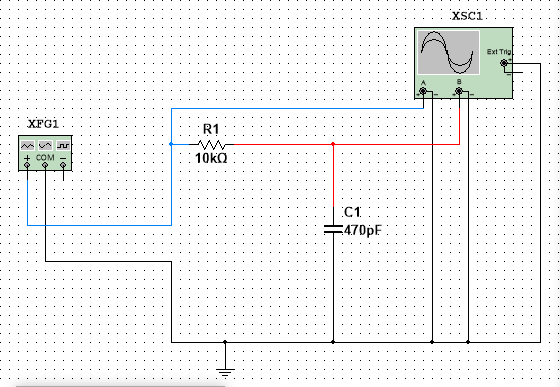 XSC1
Ext Trig
+
-
A
B
+ - + -
XFG1
COM
+ -
R1
10kΩ
C1
470pF